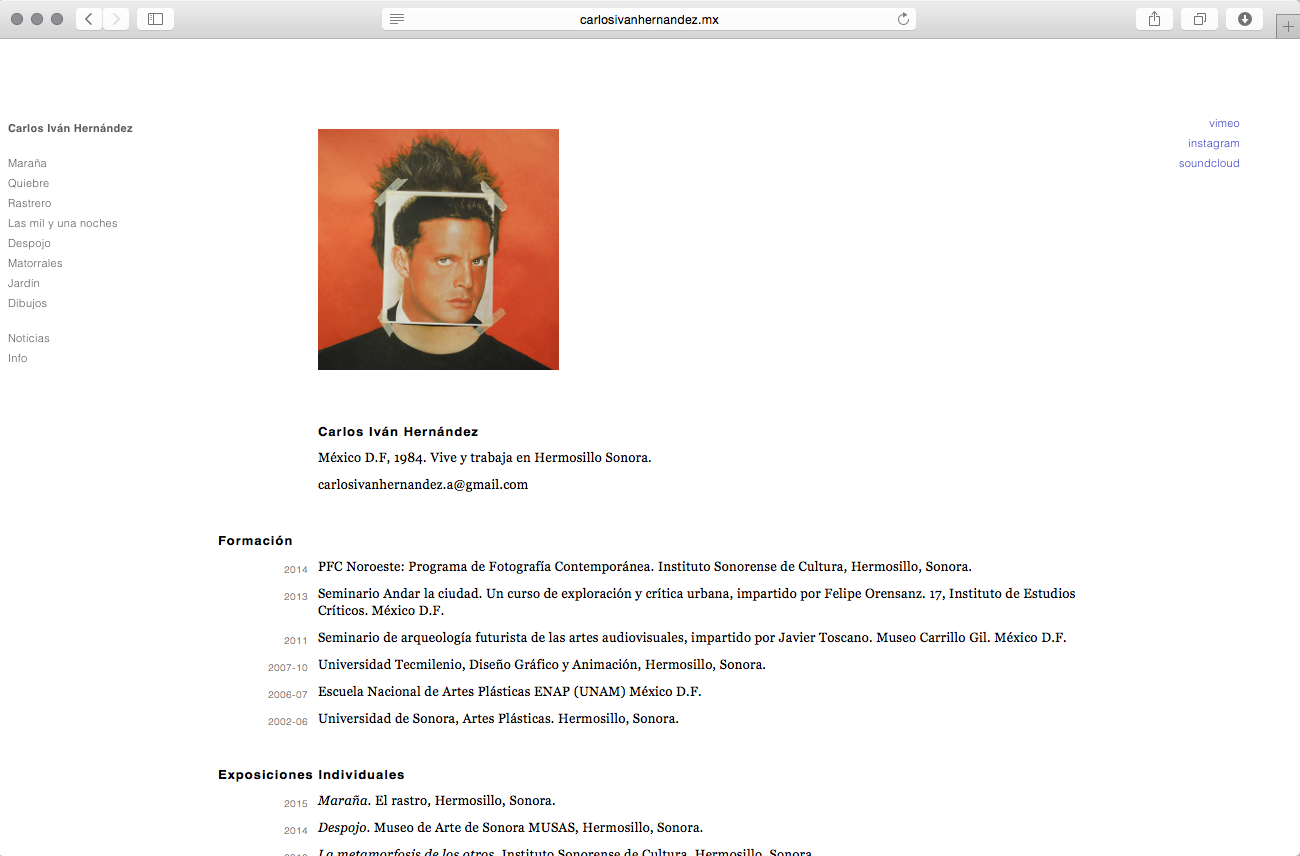 carlosivanhernandez.mx
Carlos Iván Hernández
Maraña
Quiebre
Rastrero
Las mil y una noches
Despojo
Matorrales
Jardín
Dibujos
Noticias
Info
vimeo
instagram
soundcloud
Carlos Iván Hernández
México D.F, 1984. Vive y trabaja en Hermosillo Sonora.
carlosivanhernandez.a@gmail.com
Formación
2014 PFC Noroeste: Programa de Fotografía Contemporánea. Instituto Sonorense de Cultura, Hermosillo, Sonora.
2013 Seminario Andar la ciudad. Un curso de exploración y crítica urbana, impartido por Felipe Orensanz. 17, Instituto de Estudios
Críticos. México D.F.
2011 Seminario de arqueología futurista de las artes audiovisuales, impartido por Javier Toscano. Museo Carrillo Gil. México D.F.
2007-10 Universidad Tecmilenio, Diseño Gráfico y Animación, Hermosillo, Sonora.
2006-07 Escuela Nacional de Artes Plásticas ENAP (UNAM) México D.F.
2002-06 Universidad de Sonora, Artes Plásticas. Hermosillo, Sonora.
Exposiciones Individuales
2015 Maraña. El rastro, Hermosillo, Sonora.
2014 Despojo. Museo de Arte de Sonora MUSAS, Hermosillo, Sonora.
La metamorfosis de los otros. Instituto Sonorense de Cultura, Hermosillo, Sonora.